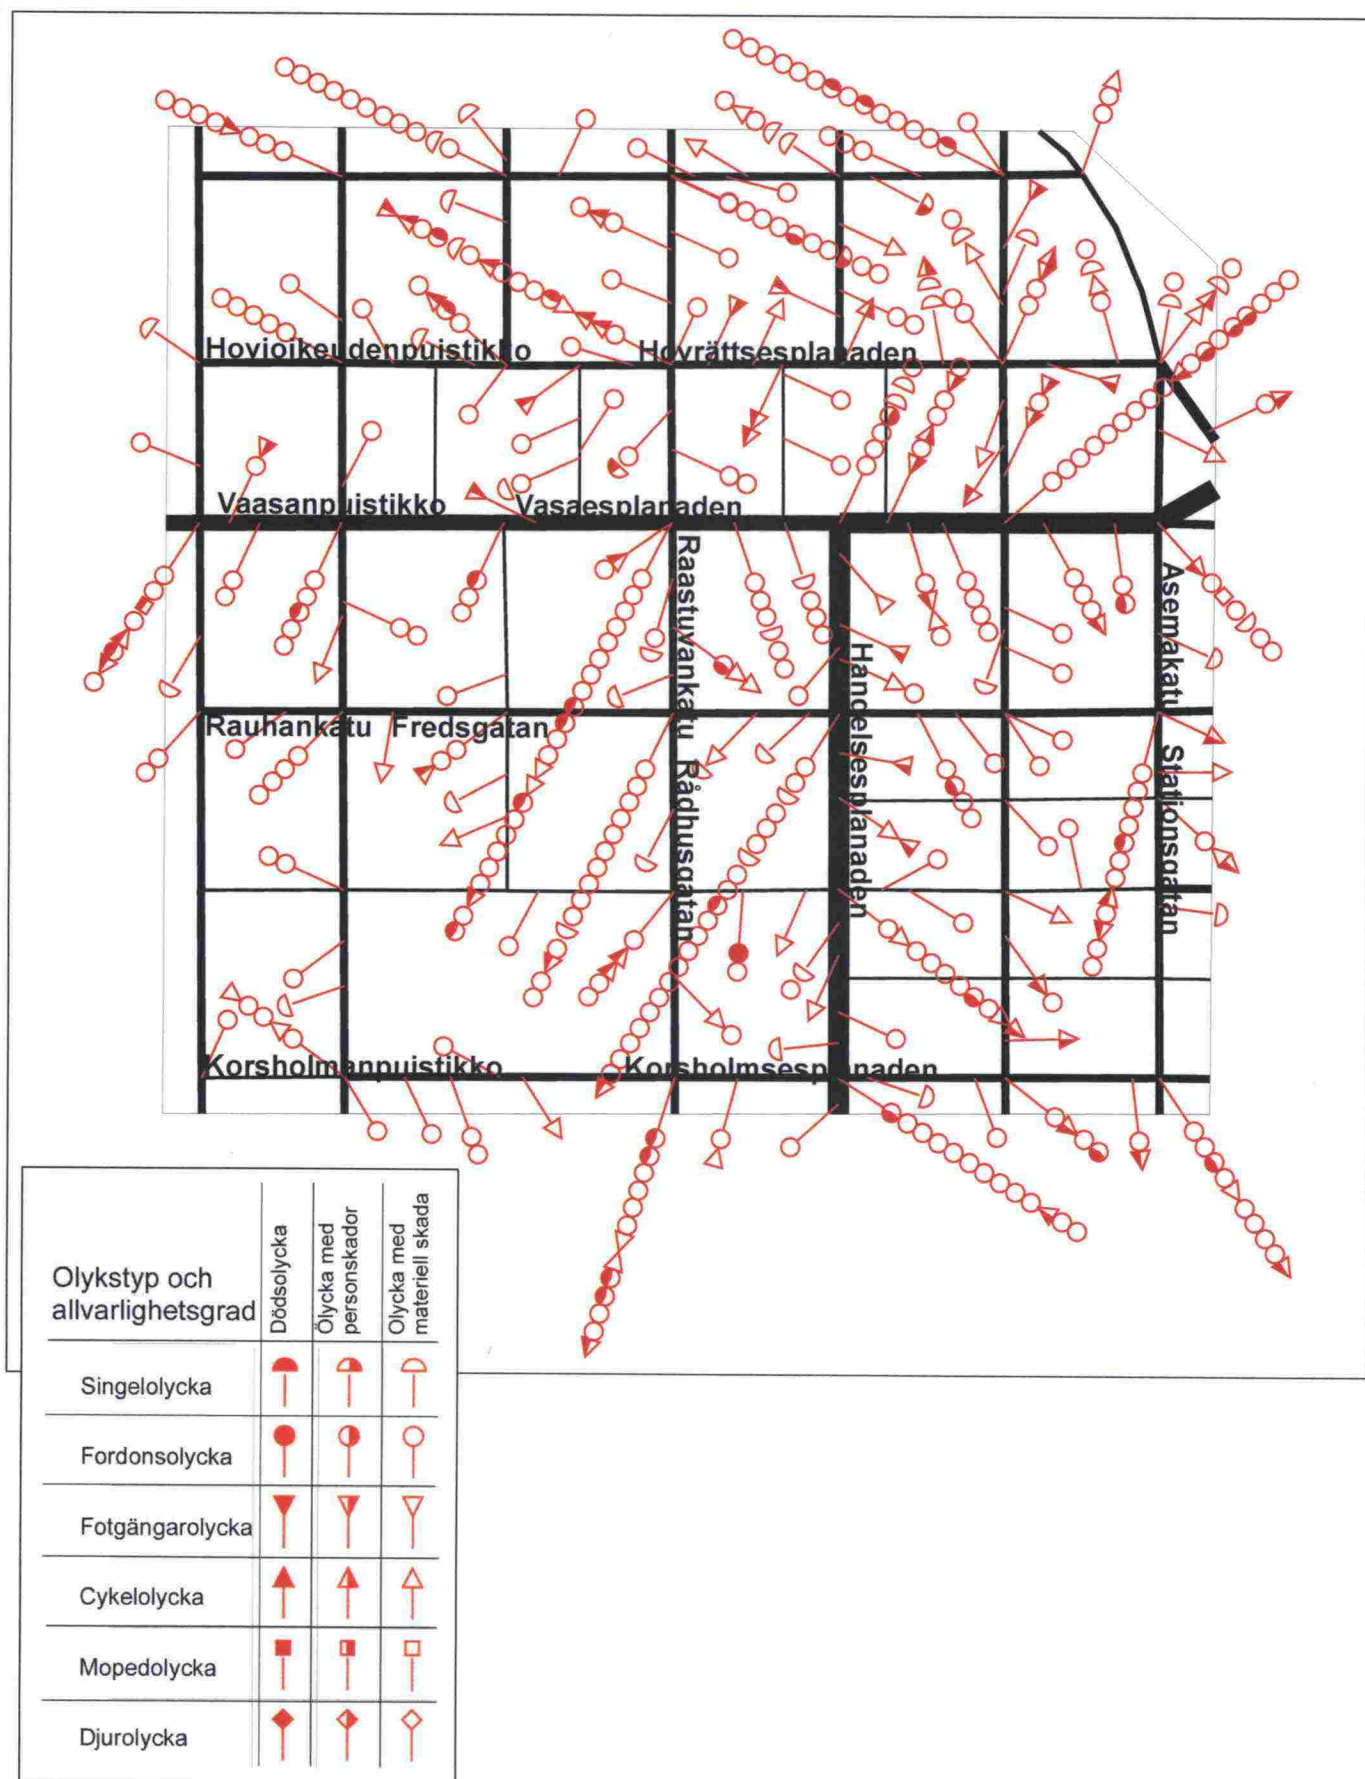 Hovioikeudenpuistikko
Hovrättsesplanaden
Vaasanpuistikko
Vasaesplanaden
Raastuvankatu Rådhusgatan
Handelsesplanaden
Asemakatu Stationsgatan
Rauhankatu Fredsgatan
Korsholmanpuistikko
Korsholmsesplanaden
Olykstyp och
allvarlighetsgrad
Dödsolycka
Ölycka med
personskador
Olycka med
materiell skada
Singelolycka
Fordonsolycka
Fotgängarolycka
Cykelolycka
Mopedolycka
Djurolycka